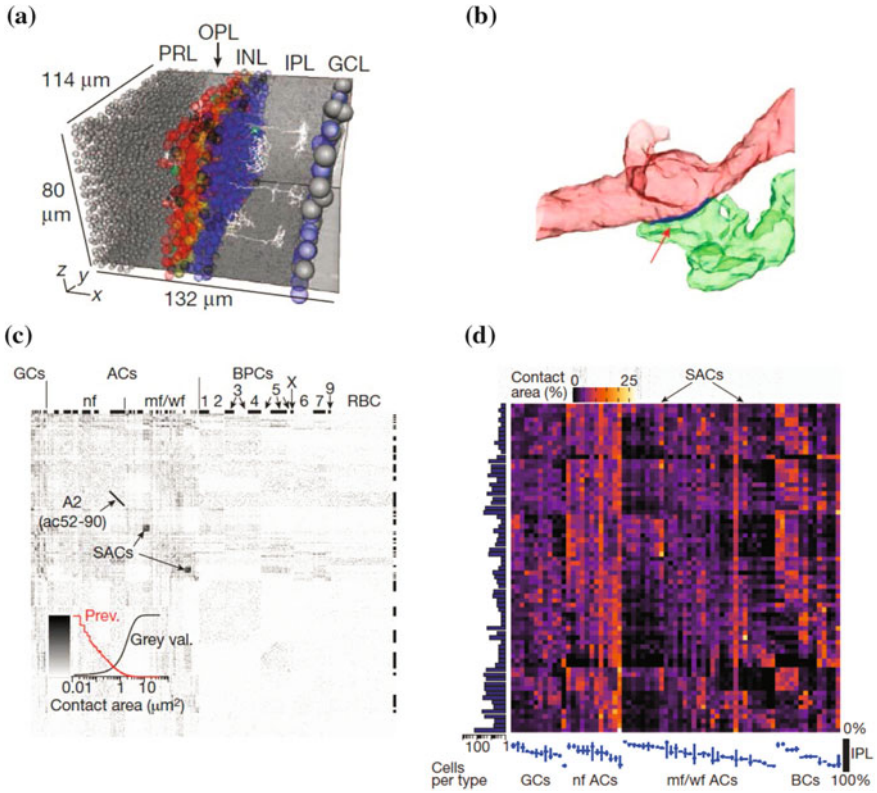 (a)
OPL
PRL INL IPL GCL
114 µm
80 µm
z y x
132 µm
(b)
(c)
GCs ACs BPCs X
nf mf/wf 1 2 3 4 5 6 7 9 RBC
A2
(ac52-90)
SACs
Prev.
Grey val.
0.01 1 10
Contact area (µm²)
(d)
Contact area (%) 0 25
SACs
0%
100 1
Cells per type
GCs nf ACs mf/wf ACs BCs
IPL
100%